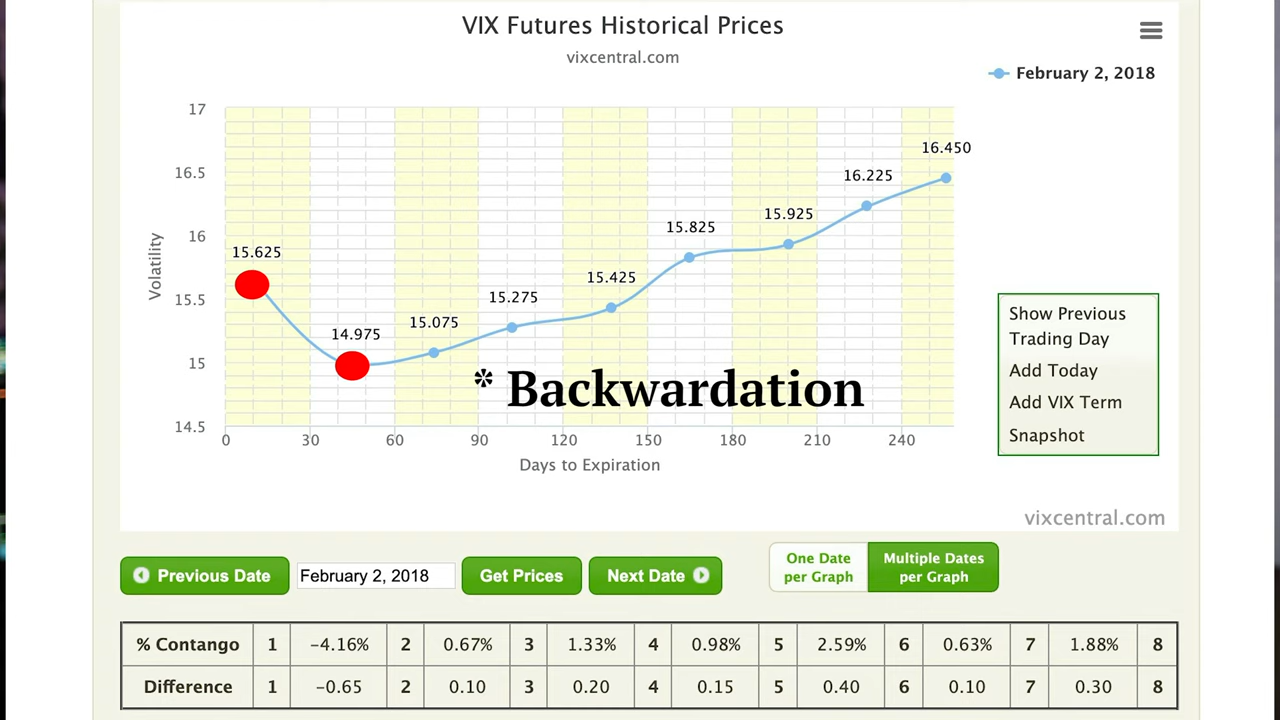 VIX Futures Historical Prices
vixcentral.com
February 2, 2018
17
16.5
16
15.5
15
14.5
Volatility
15.625
14.975
15.075
15.275
15.425
15.825
15.925
16.225
16.450
* Backwardation
0 30 60 90 120 150 180 210 240
Days to Expiration
Show Previous
Trading Day
Add Today
Add VIX Term
Snapshot
vixcentral.com
Previous Date
February 2, 2018
Get Prices
Next Date
One Date
per Graph
Multiple Dates
per Graph
% Contango 1 -4.16% 2 0.67% 3 1.33% 4 0.98% 5 2.59% 6 0.63% 7 1.88% 8
Difference 1 -0.65 2 0.10 3 0.20 4 0.15 5 0.40 6 0.10 7 0.30 8